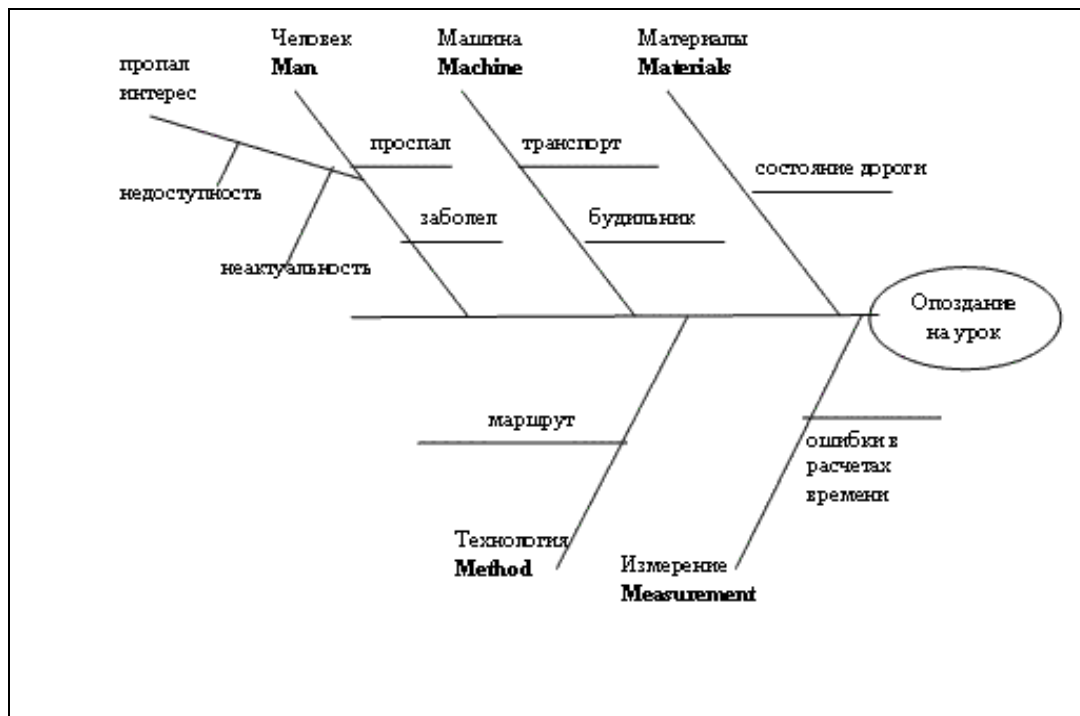 Человек
Man
Машина
Machine
Материалы
Materials
пропал
интерес
проспал
транспорт
состояние дороги
недоступность
заболел
будильник
неактуальность
Опоздание
на урок
маршрут
ошибки в
расчетах
времени
Технология
Method
Измерение
Measurement